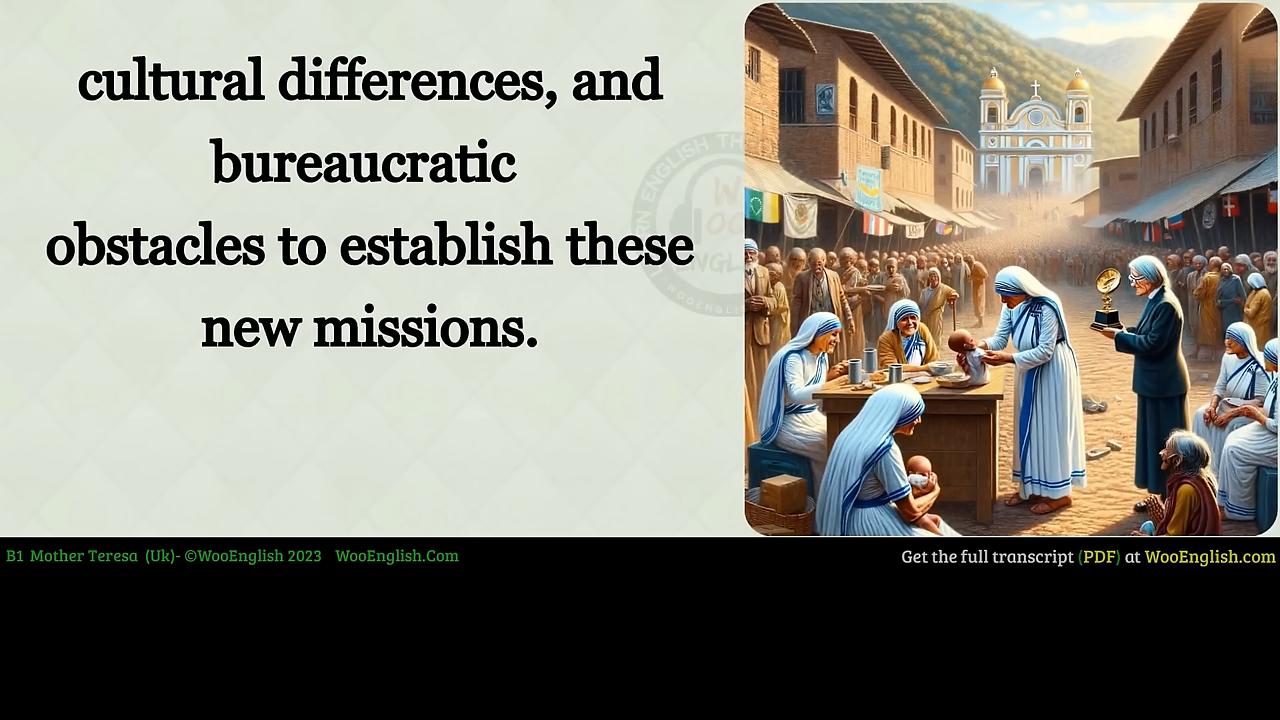 cultural differences, and
bureaucratic
obstacles to establish these
new missions.
B1 Mother Teresa (Uk)- ©WooEnglish 2023 WooEnglish.Com
Get the full transcript (PDF) at WooEnglish.com